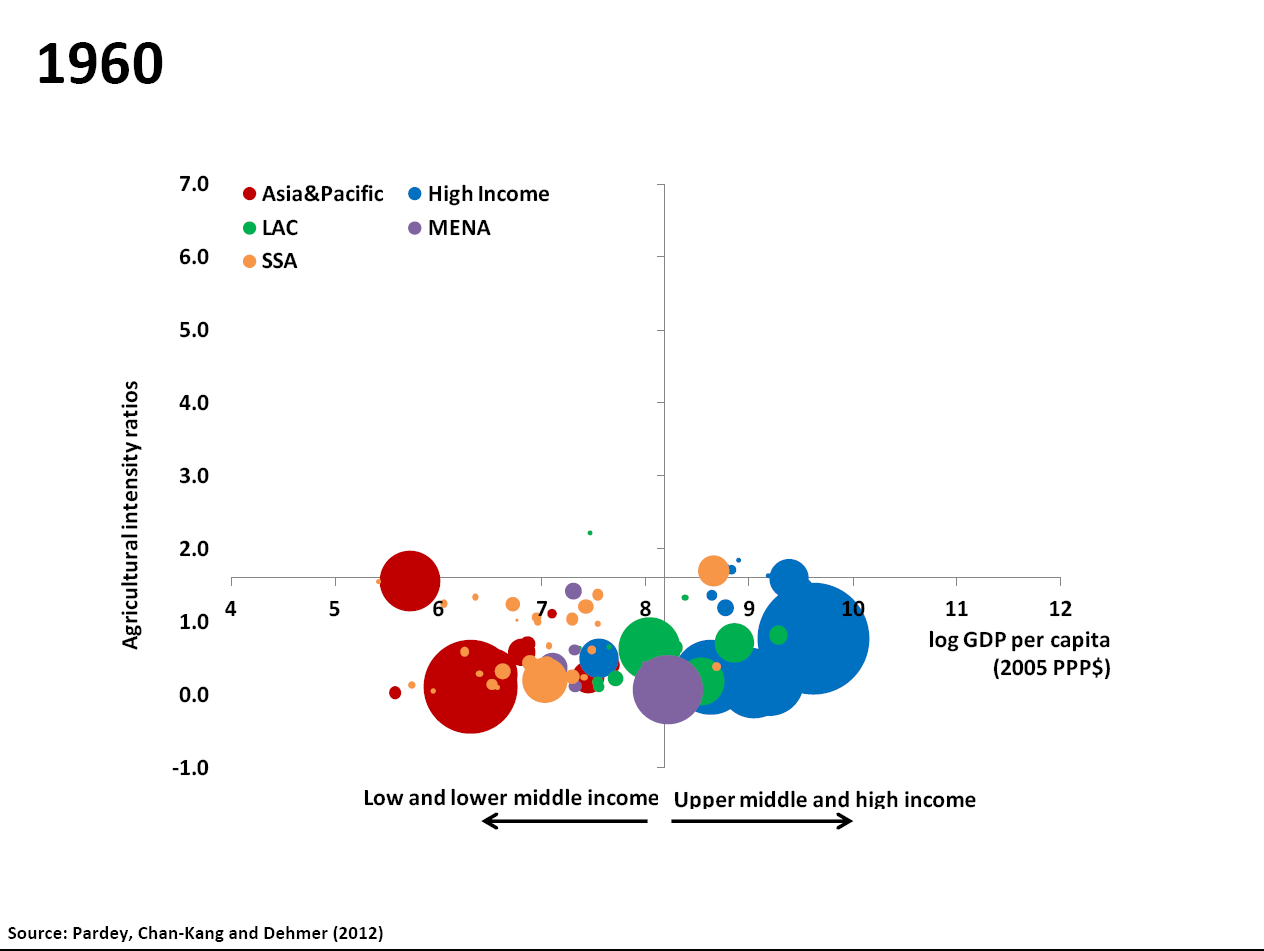 1960
7.0
Asia&Pacific High Income
LAC MENA
6.0
SSA
5.0
4.0
3.0
2.0
1.0
0.0
-1.0
Agricultural intensity ratios
4 5 6 7 8 9 10 11 12
log GDP per capita
(2005 PPP$)
Low and lower middle income Upper middle and high income
Source: Pardey, Chan-Kang and Dehmer (2012)